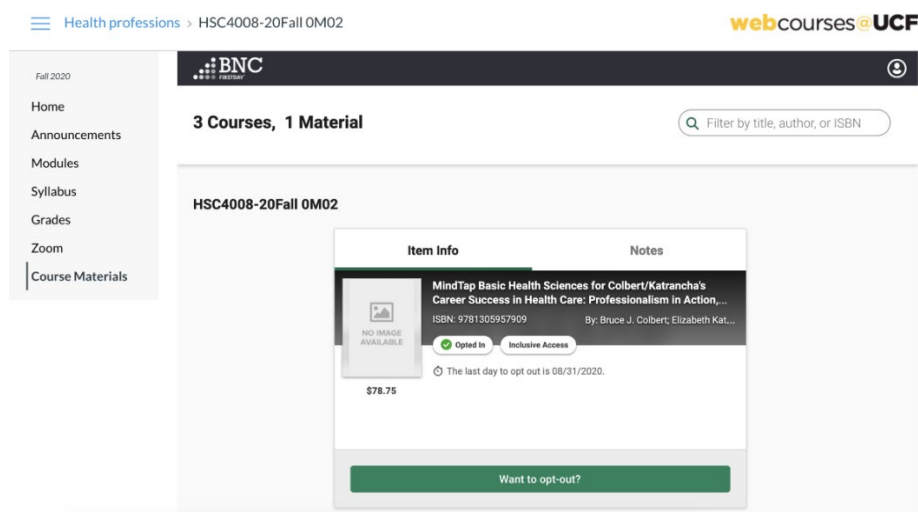 Health professions > HSC4008-20Fall 0M02
webcourses@UCF
Fall 2020
Home
Announcements
Modules
Syllabus
Grades
Zoom
Course Materials
BNC
FIRSTDAY
3 Courses, 1 Material
Filter by title, author, or ISBN
HSC4008-20Fall 0M02
Item Info
Notes
NO IMAGE
AVAILABLE
$78.75
MindTap Basic Health Sciences for Colbert/Katrancha's
Career Success in Health Care: Professionalism in Action,...
ISBN: 9781305957909 By: Bruce J. Colbert; Elizabeth Kat...
Opted In Inclusive Access
The last day to opt out is 08/31/2020.
Want to opt-out?